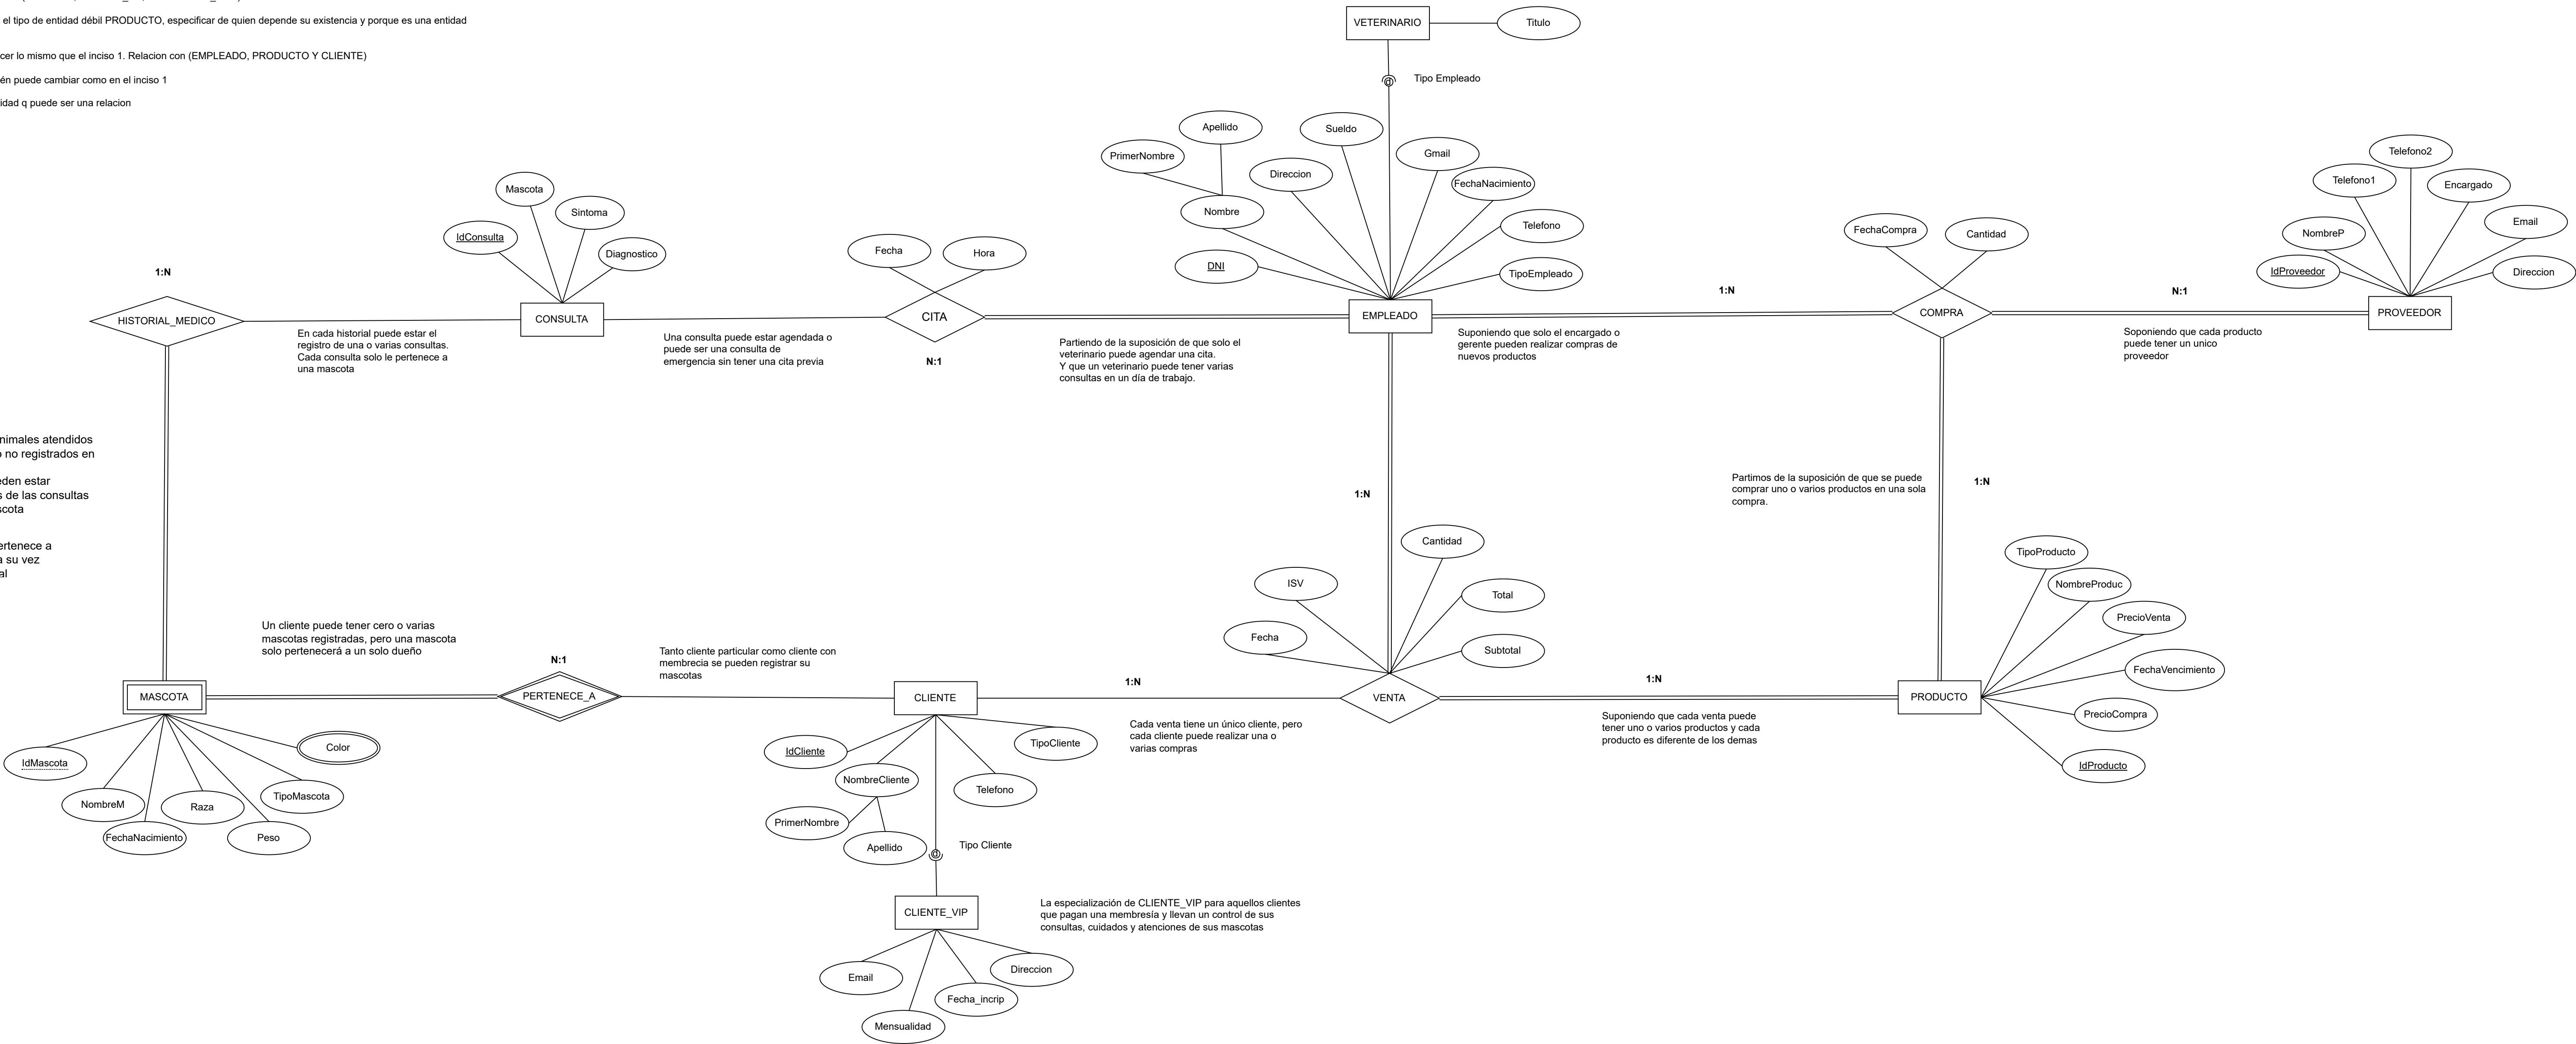 el tipo de entidad débil PRODUCTO, especificar de quien depende su existencia y porque es una entidad
cer lo mismo que el inciso 1. Relacion con (EMPLEADO, PRODUCTO Y CLIENTE)
én puede cambiar como en el inciso 1
idad q puede ser una relacion
VETERINARIO
Titulo
Tipo Empleado
Apellido
PrimerNombre
Nombre
Direccion
Sueldo
Gmail
FechaNacimiento
Telefono
TipoEmpleado
DNI
EMPLEADO
Mascota
IdConsulta
Sintoma
Diagnostico
CONSULTA
1:N
HISTORIAL_MEDICO
En cada historial puede estar el
registro de una o varias consultas.
Cada consulta solo le pertenece a
una mascota
Una consulta puede estar agendada o
puede ser una consulta de
emergencia sin tener una cita previa
Fecha
Hora
CITA
N:1
Partiendo de la suposición de que solo el
veterinario puede agendar una cita.
Y que un veterinario puede tener varias
consultas en un día de trabajo.
1:N
Suponiendo que solo el encargado o
gerente pueden realizar compras de
nuevos productos
FechaCompra
Cantidad
COMPRA
N:1
Soponiendo que cada producto
puede tener un unico
proveedor
Telefono2
Telefono1
Encargado
NombreP
Email
IdProveedor
Direccion
PROVEEDOR
nimales atendidos
o no registrados en
eden estar
s de las consultas
scota
ertenece a
a su vez
al
1:N
Partimos de la suposición de que se puede
comprar uno o varios productos en una sola
compra.
1:N
Un cliente puede tener cero o varias
mascotas registradas, pero una mascota
solo pertenecerá a un solo dueño
N:1
PERTENECE_A
Tanto cliente particular como cliente con
membrecia se pueden registrar su
mascotas
MASCOTA
IdMascota
NombreM
FechaNacimiento
Raza
Peso
TipoMascota
Color
CLIENTE
IdCliente
NombreCliente
PrimerNombre
Apellido
Telefono
TipoCliente
Tipo Cliente
1:N
Cada venta tiene un único cliente, pero
cada cliente puede realizar una o
varias compras
Cantidad
ISV
Total
Fecha
Subtotal
VENTA
1:N
Suponiendo que cada venta puede
tener uno o varios productos y cada
producto es diferente de los demas
TipoProducto
NombreProduc
PrecioVenta
FechaVencimiento
PrecioCompra
IdProducto
PRODUCTO
d
d
CLIENTE_VIP
La especialización de CLIENTE_VIP para aquellos clientes
que pagan una membresía y llevan un control de sus
consultas, cuidados y atenciones de sus mascotas
Email
Mensualidad
Fecha_incrip
Direccion